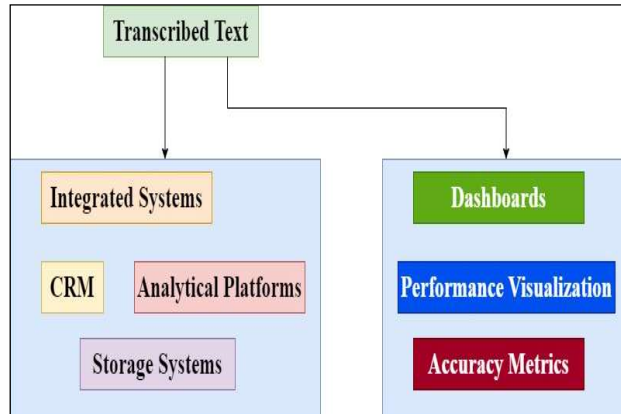 Transcribed Text
Integrated Systems
CRM
Analytical Platforms
Storage Systems
Dashboards
Performance Visualization
Accuracy Metrics